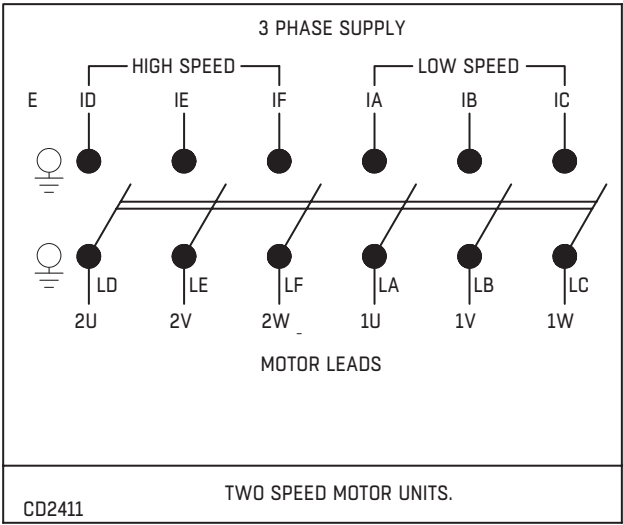 3 PHASE SUPPLY
HIGH SPEED LOW SPEED
E ID IE IF IA IB IC
LD LE LF LA LB LC
2U 2V 2W 1U 1V 1W
MOTOR LEADS
TWO SPEED MOTOR UNITS.
CD2411